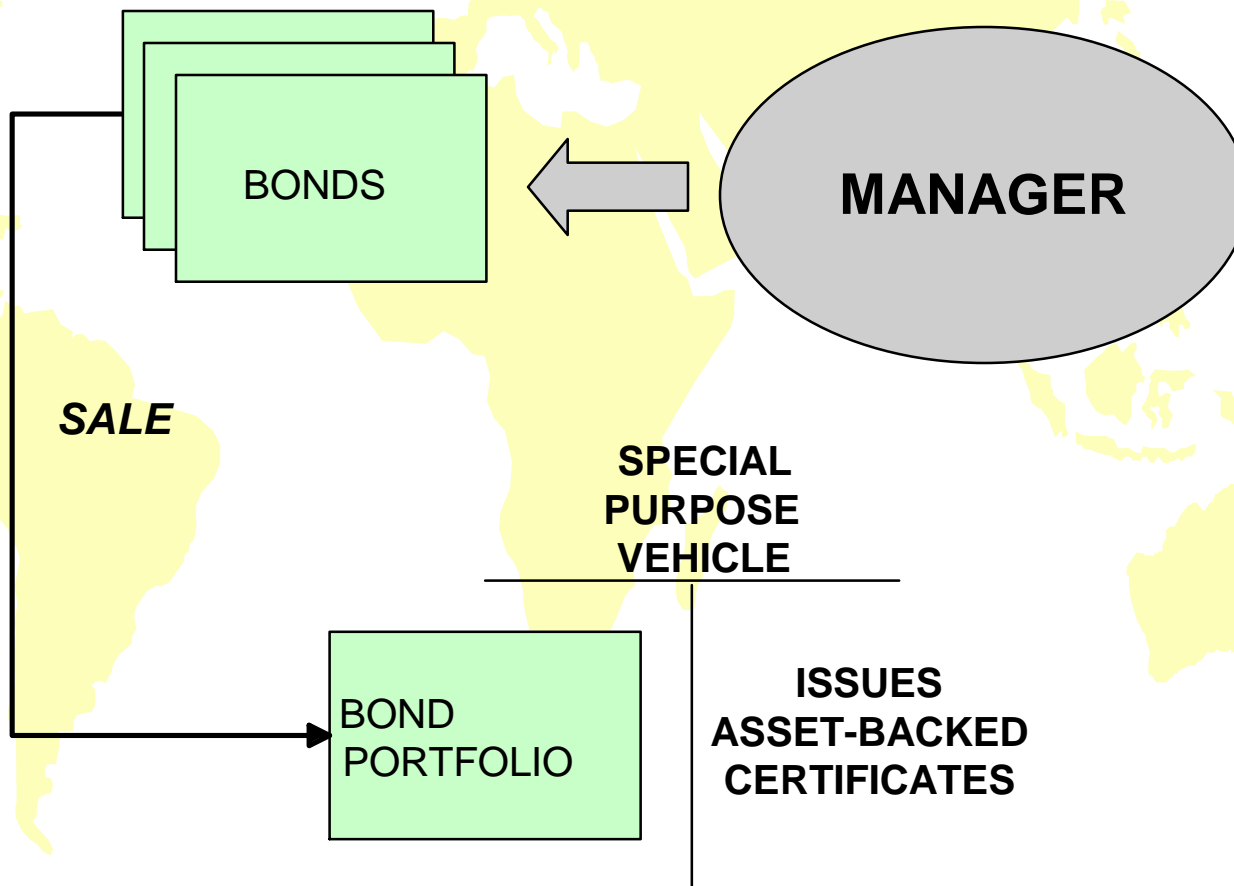 BONDS
MANAGER
SALE
SPECIAL
PURPOSE
VEHICLE
BOND
PORTFOLIO
ISSUES
ASSET-BACKED
CERTIFICATES